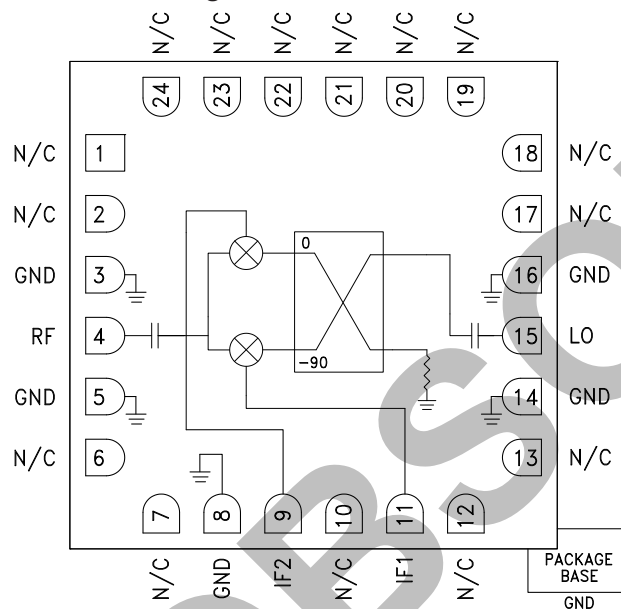 N/C N/C N/C N/C N/C N/C
24 23 22 21 20 19
N/C 1 18 N/C
N/C 2 17 N/C
0
GND 3 16 GND
RF 4 15 LO
-90
GND 5 14 GND
N/C 6 13 N/C
7 8 9 10 11 12
N/C GND IF2 N/C IF1 N/C
PACKAGE
BASE
GND
OBSO